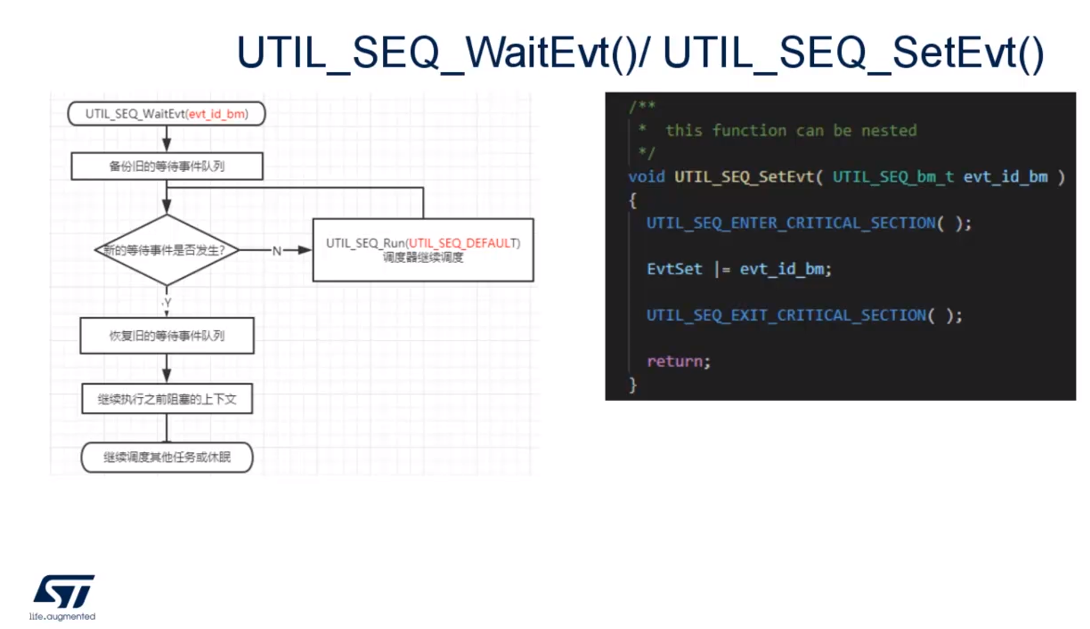 UTIL_SEQ_WaitEvt()/ UTIL_SEQ_SetEvt()
UTIL_SEQ_WaitEvt(evt_id_bm)
备份旧的等待事件队列
新的等待事件是否发生?
N
UTIL_SEQ_Run(UTIL_SEQ_DEFAULT)
调度器继续调度
Y
恢复旧的等待事件队列
继续执行之前阻塞的上下文
继续调度其他任务或休眠
/**
* this function can be nested
*/
void UTIL_SEQ_SetEvt( UTIL_SEQ_bm_t evt_id_bm )
{
UTIL_SEQ_ENTER_CRITICAL_SECTION( );
EvtSet |= evt_id_bm;
UTIL_SEQ_EXIT_CRITICAL_SECTION( );
return;
}
ST
life.augmented